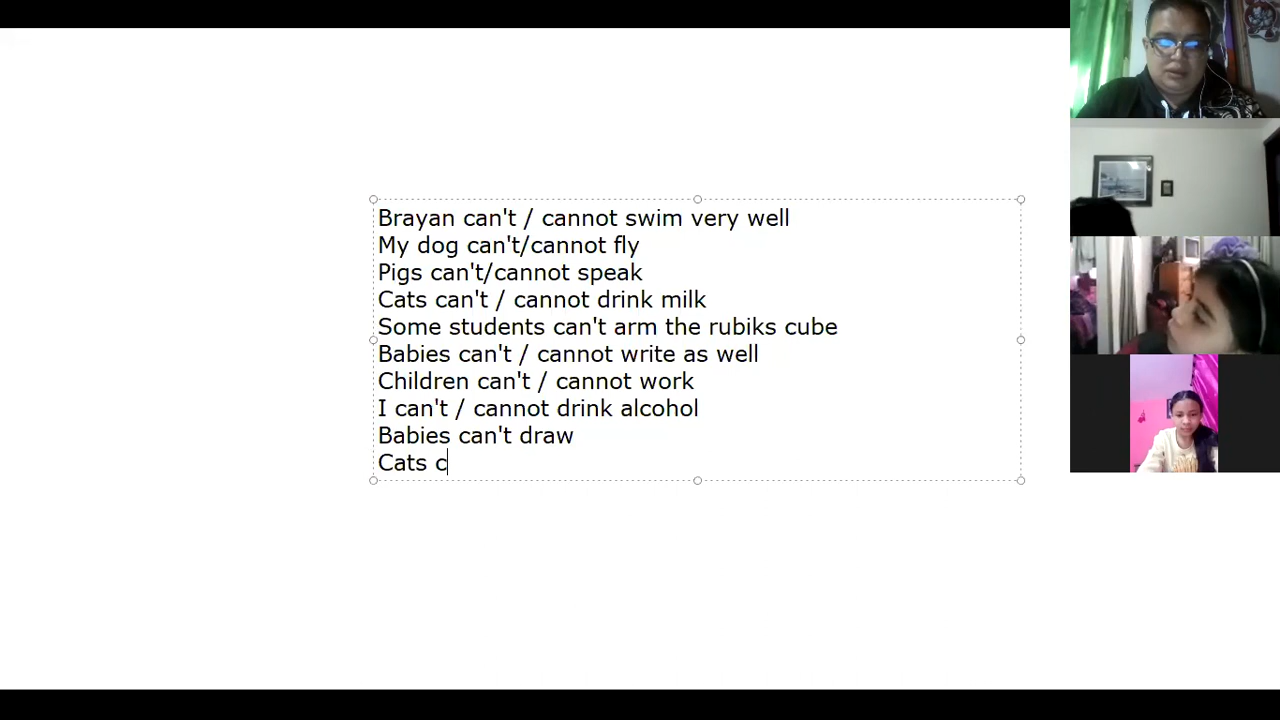 Brayan can't / cannot swim very well
My dog can't/cannot fly
Pigs can't/cannot speak
Cats can't / cannot drink milk
Some students can't arm the rubiks cube
Babies can't / cannot write as well
Children can't / cannot work
I can't / cannot drink alcohol
Babies can't draw
Cats c